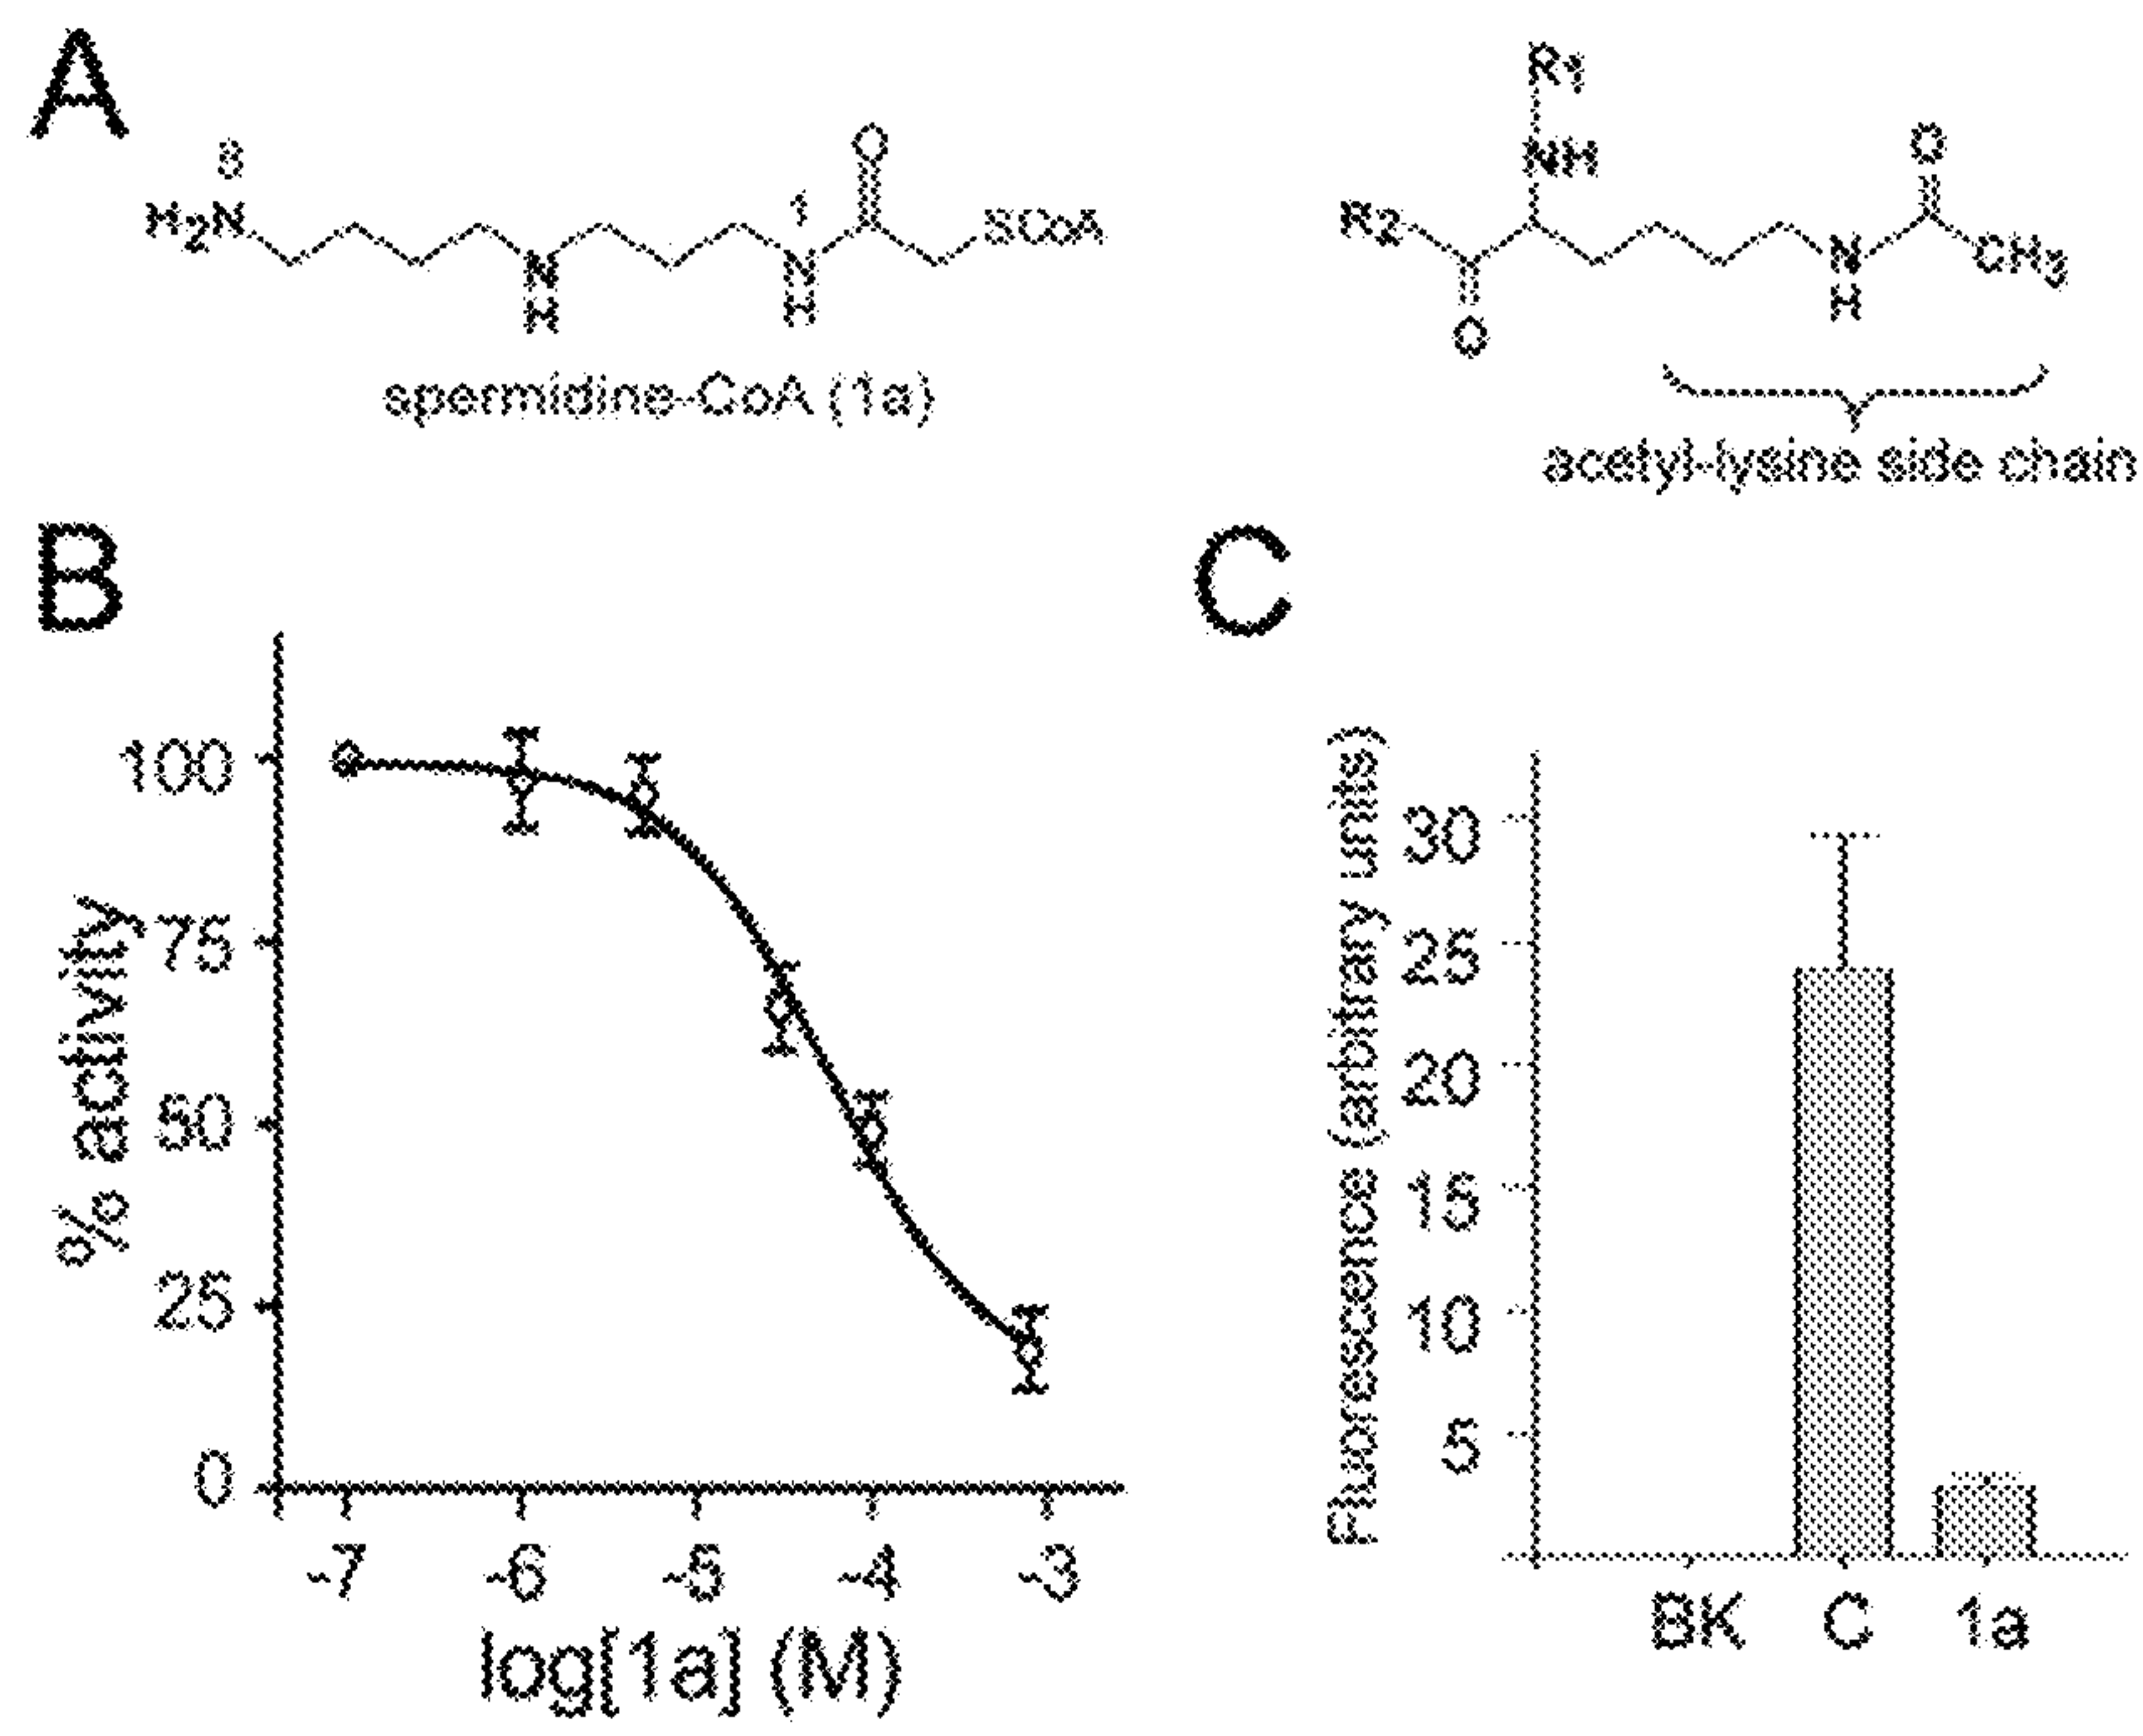 A
8
H2N
N
H
1
N
H
O
SCoA
spermidine-CoA (1a)
R1
NH
R2
O
N
H
O
CH3
acetyl-lysine side chain
B
% activity
100
75
50
25
0
-7 -6 -5 -4 -3
log[1a] (M)
C
Fluorescence (arbitrary units)
30
25
20
15
10
5
BK C 1a